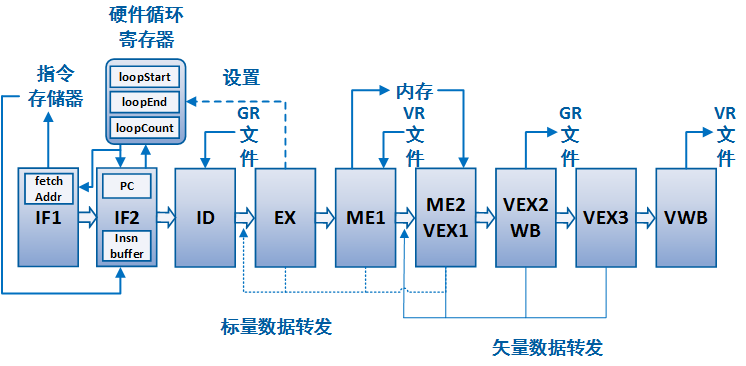 硬件循环
寄存器
loopStart
loopEnd
loopCount
指令
存储器
设置
GR
文
件
内存
VR
文
件
GR
文
件
VR
文
件
fetch
Addr
IF1
PC
IF2
Insn
buffer
ID
EX
ME1
ME2
VEX1
VEX2
WB
VEX3
VWB
标量数据转发
矢量数据转发